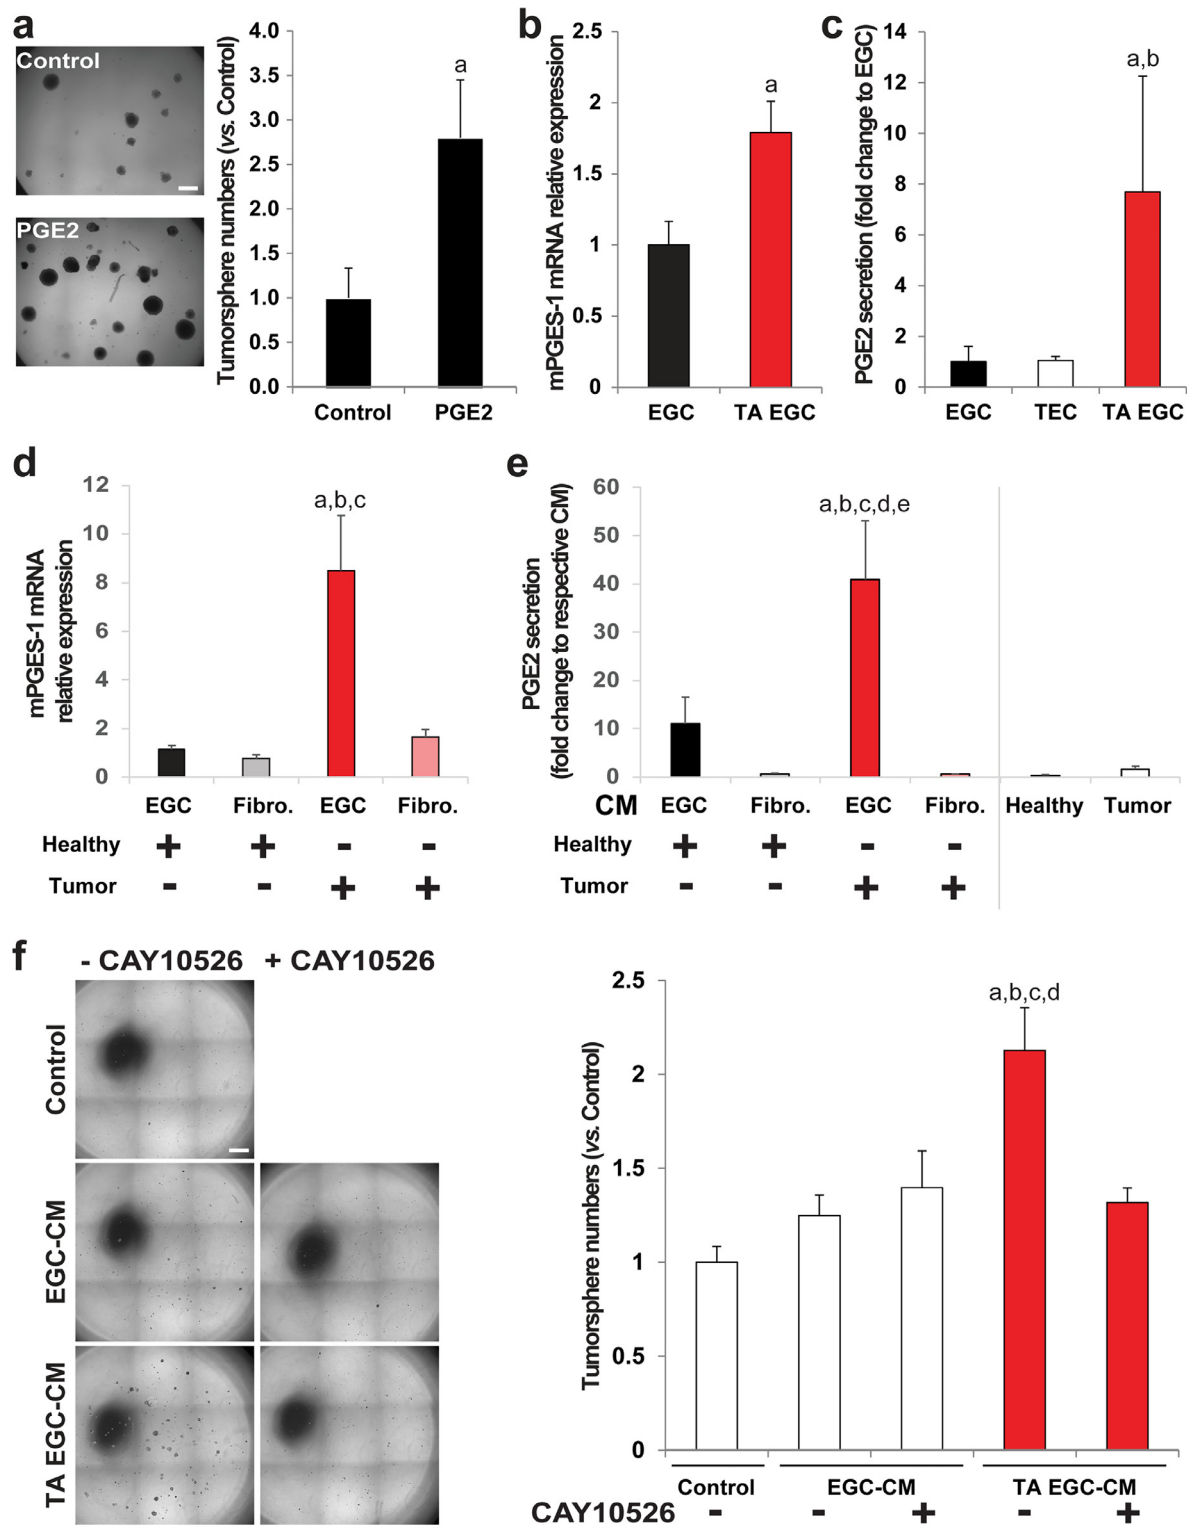 a
Control
PGE2
Tumorsphere numbers (vs. Control)
4.0
3.5
3.0
2.5
2.0
1.5
1.0
0.5
0.0
a
Control PGE2
b
mPGES-1 mRNA relative expression
2.5
2
1.5
1
0.5
0
a
EGC TA EGC
c
PGE2 secretion (fold change to EGC)
14
12
10
8
6
4
2
0
a,b
EGC TEC TA EGC
d
mPGES-1 mRNA
relative expression
12
10
8
6
4
2
0
a,b,c
EGC Fibro. EGC Fibro.
Healthy + + - -
Tumor - - + +
e
PGE2 secretion
(fold change to respective CM)
60
50
40
30
20
10
0
a,b,c,d,e
CM EGC Fibro. EGC Fibro. Healthy Tumor
Healthy + + - -
Tumor - - + +
f
- CAY10526 + CAY10526
Control
EGC-CM
TA EGC-CM
Tumorsphere numbers (vs. Control)
2.5
2
1.5
1
0.5
0
a,b,c,d
Control EGC-CM TA EGC-CM
CAY10526 - - + - +